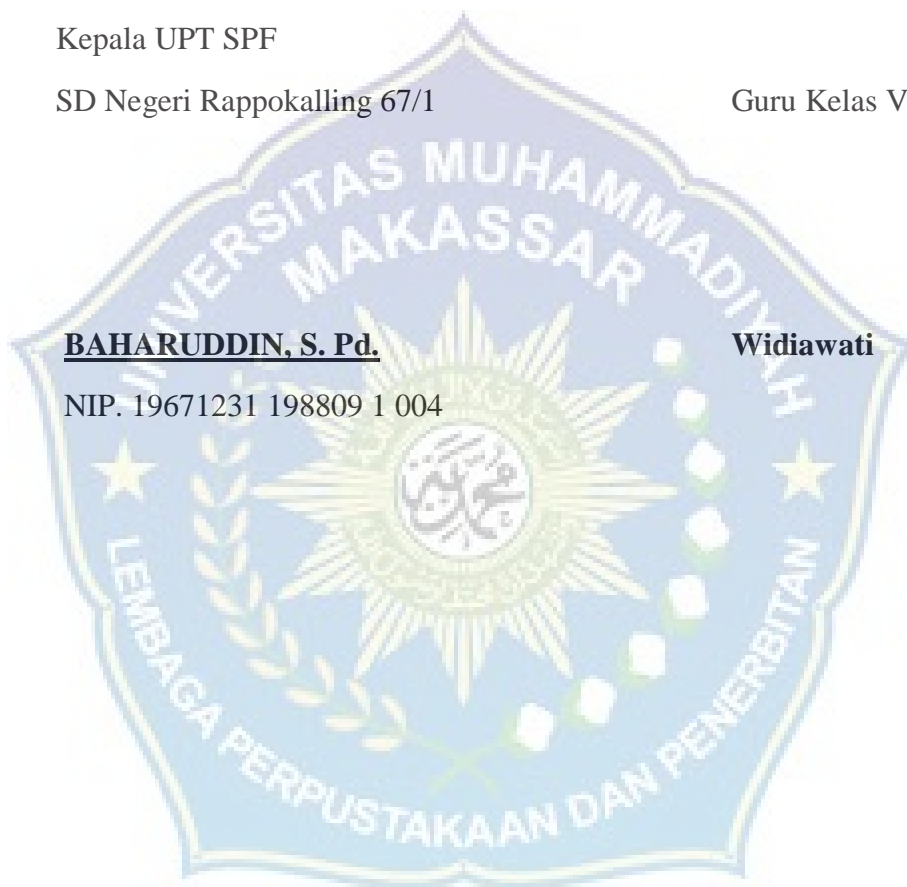 Kepala UPT SPF
SD Negeri Rappokalling 67/1 Guru Kelas V
UNIVERSITAS MUHAMMADIYAH
MAKASSAR
BAHARUDDIN, S. Pd. Widiawati
NIP. 19671231 198809 1 004
LEMBAGA PERPUSTAKAAN DAN PENERBITAN